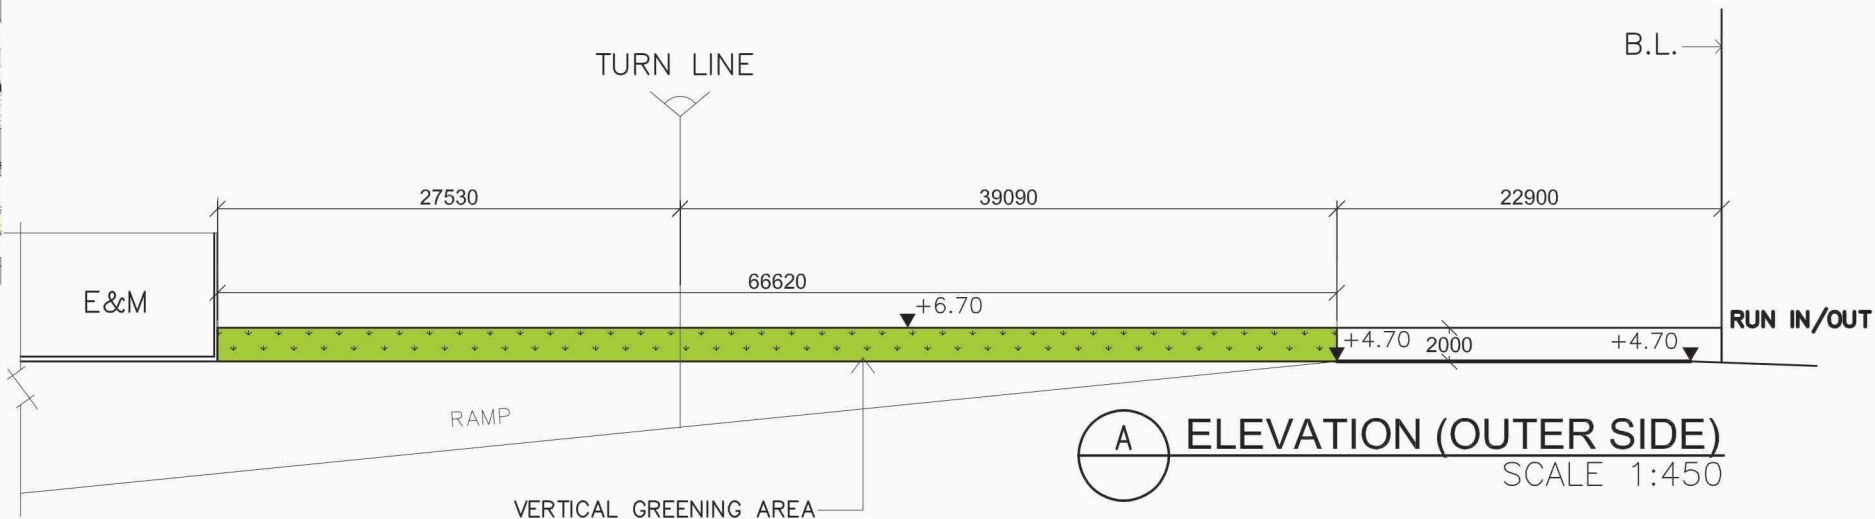 B.L.
TURN LINE
27530
39090
22900
66620
E&M
+6.70
RUN IN/OUT
+4.70
2000
+4.70
RAMP
A
ELEVATION (OUTER SIDE)
SCALE 1:450
VERTICAL GREENING AREA